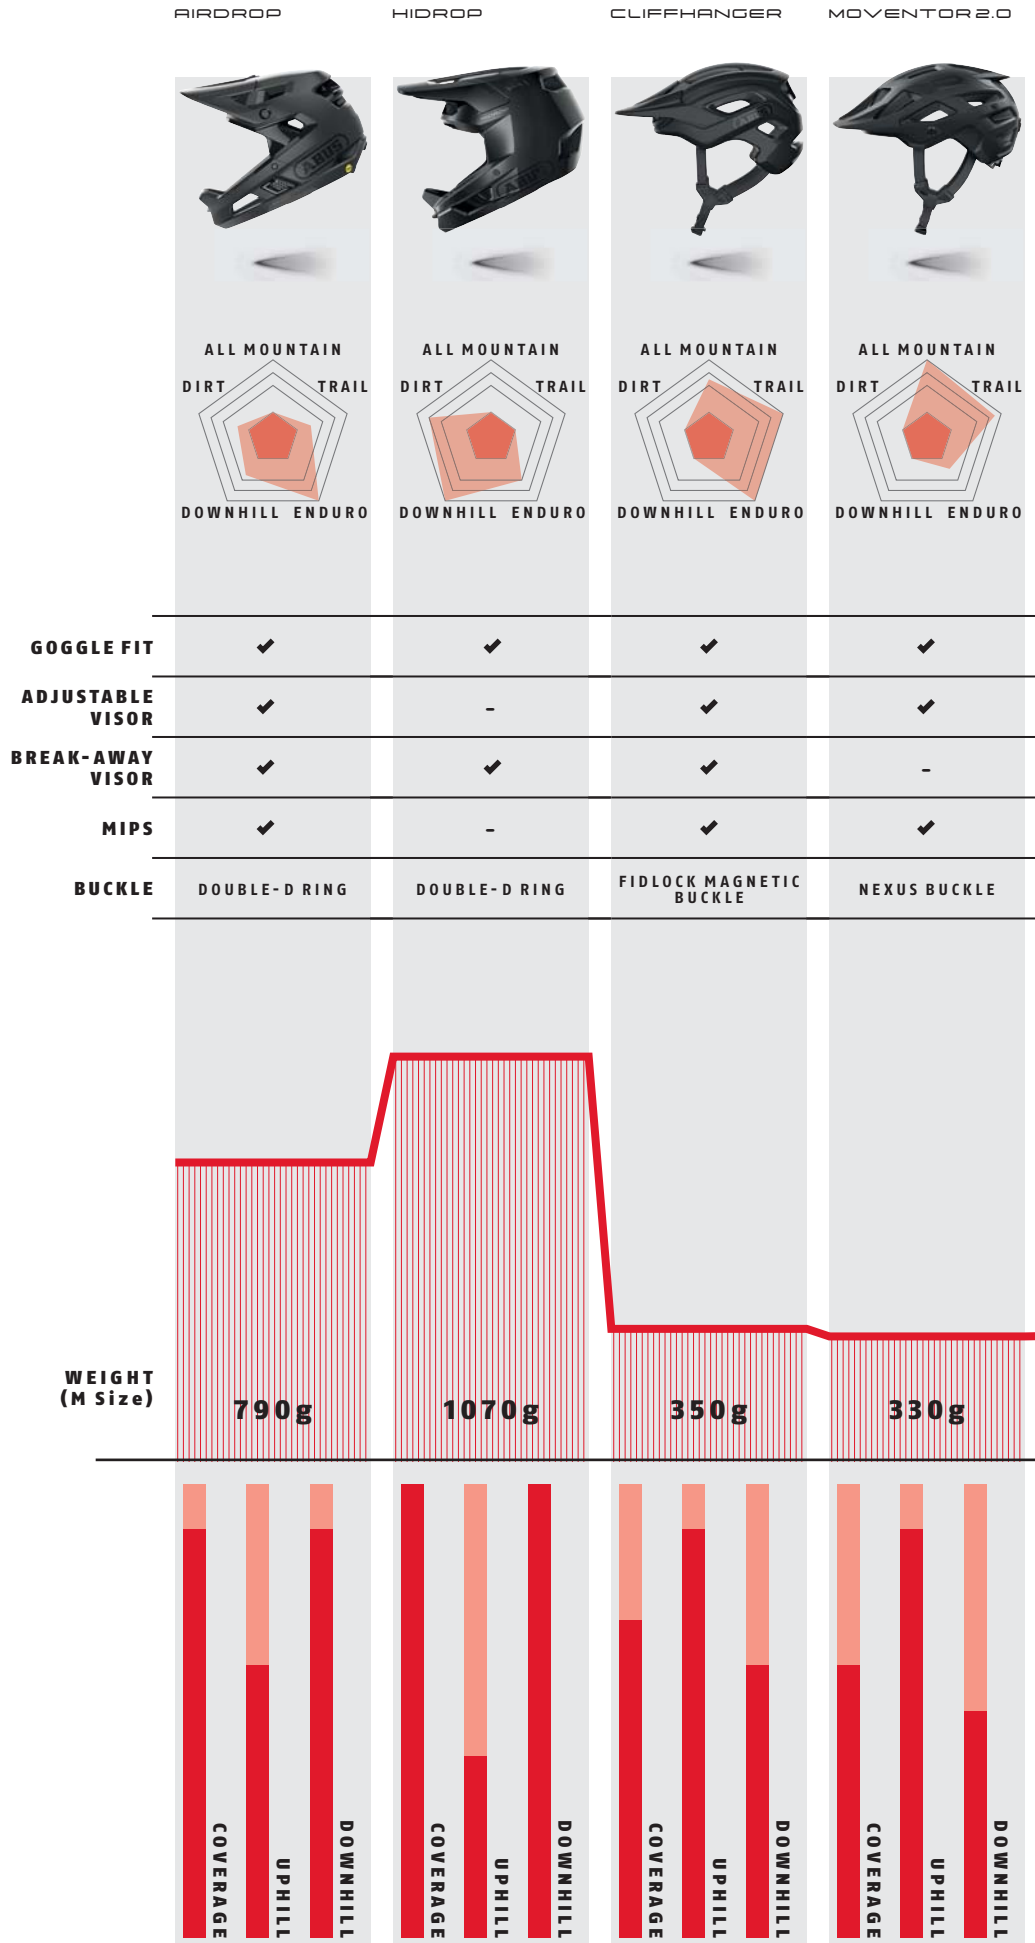 AIRDROP HIDROP CLIFFHANGER MOVENTOR 2.0
ABUS ABUS
ALL MOUNTAIN ALL MOUNTAIN ALL MOUNTAIN ALL MOUNTAIN
DIRT TRAIL DIRT TRAIL DIRT TRAIL DIRT TRAIL
DOWNHILL ENDURO DOWNHILL ENDURO DOWNHILL ENDURO DOWNHILL ENDURO
GOGGLE FIT ✔ ✔ ✔ ✔
ADJUSTABLE
VISOR ✔ - ✔ ✔
BREAK-AWAY
VISOR ✔ ✔ ✔ -
MIPS ✔ - ✔ ✔
BUCKLE DOUBLE-D RING DOUBLE-D RING FIDLOCK MAGNETIC
BUCKLE NEXUS BUCKLE
WEIGHT
(M Size)
790g 1070g 350g 330g
COVERAGE UPHILL DOWNHILL COVERAGE UPHILL DOWNHILL COVERAGE UPHILL DOWNHILL COVERAGE UPHILL DOWNHILL